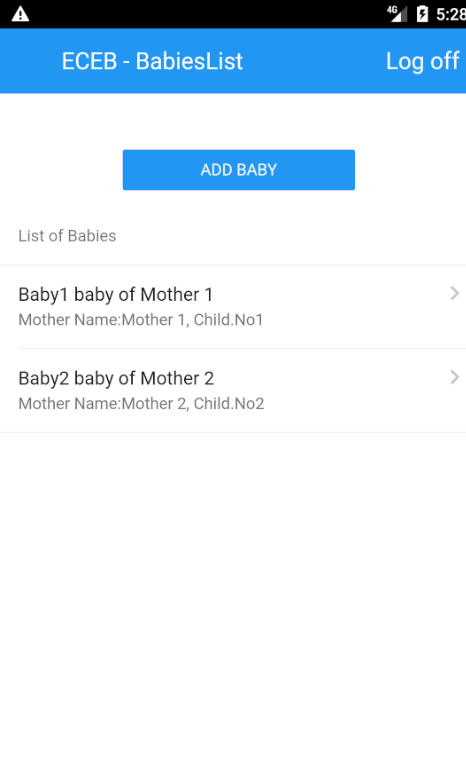 4G 5:28
ECEB - BabiesList Log off
ADD BABY
List of Babies
Baby1 baby of Mother 1
Mother Name:Mother 1, Child.No1
Baby2 baby of Mother 2
Mother Name:Mother 2, Child.No2